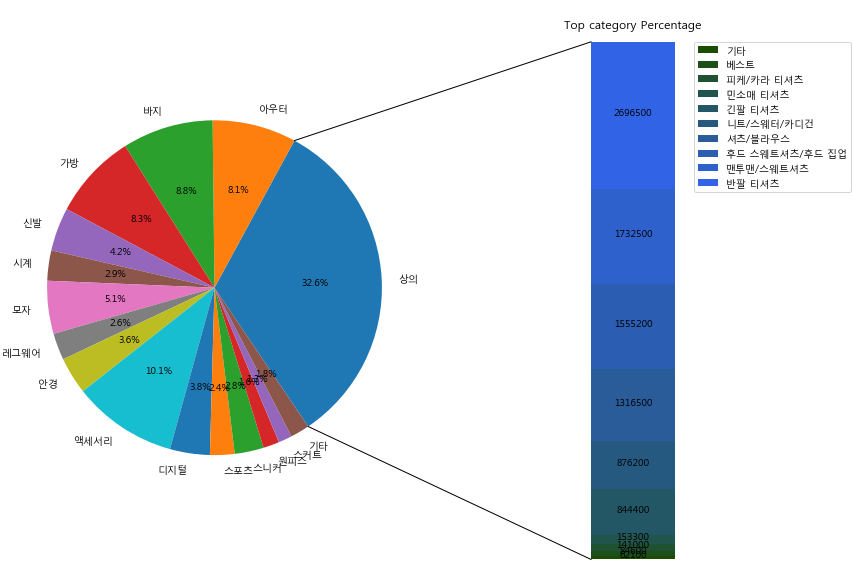 Top category Percentage
기타
베스트
피케/카라 티셔츠
민소매 티셔츠
긴팔 티셔츠
니트/스웨터/카디건
셔츠/블라우스
후드 스웨트셔츠/후드 집업
맨투맨/스웨트셔츠
반팔 티셔츠
2696500
1732500
1555200
1316500
876200
844400
153300
141000
아우터
8.1%
바지
8.8%
가방
8.3%
신발
4.2%
시계
2.9%
모자
5.1%
레그웨어
2.6%
안경
3.6%
액세서리
10.1%
디지털
3.8%
스포츠
2.4%
스니커
2.8%
원피스
스커트
기타
1.8%
상의
32.6%